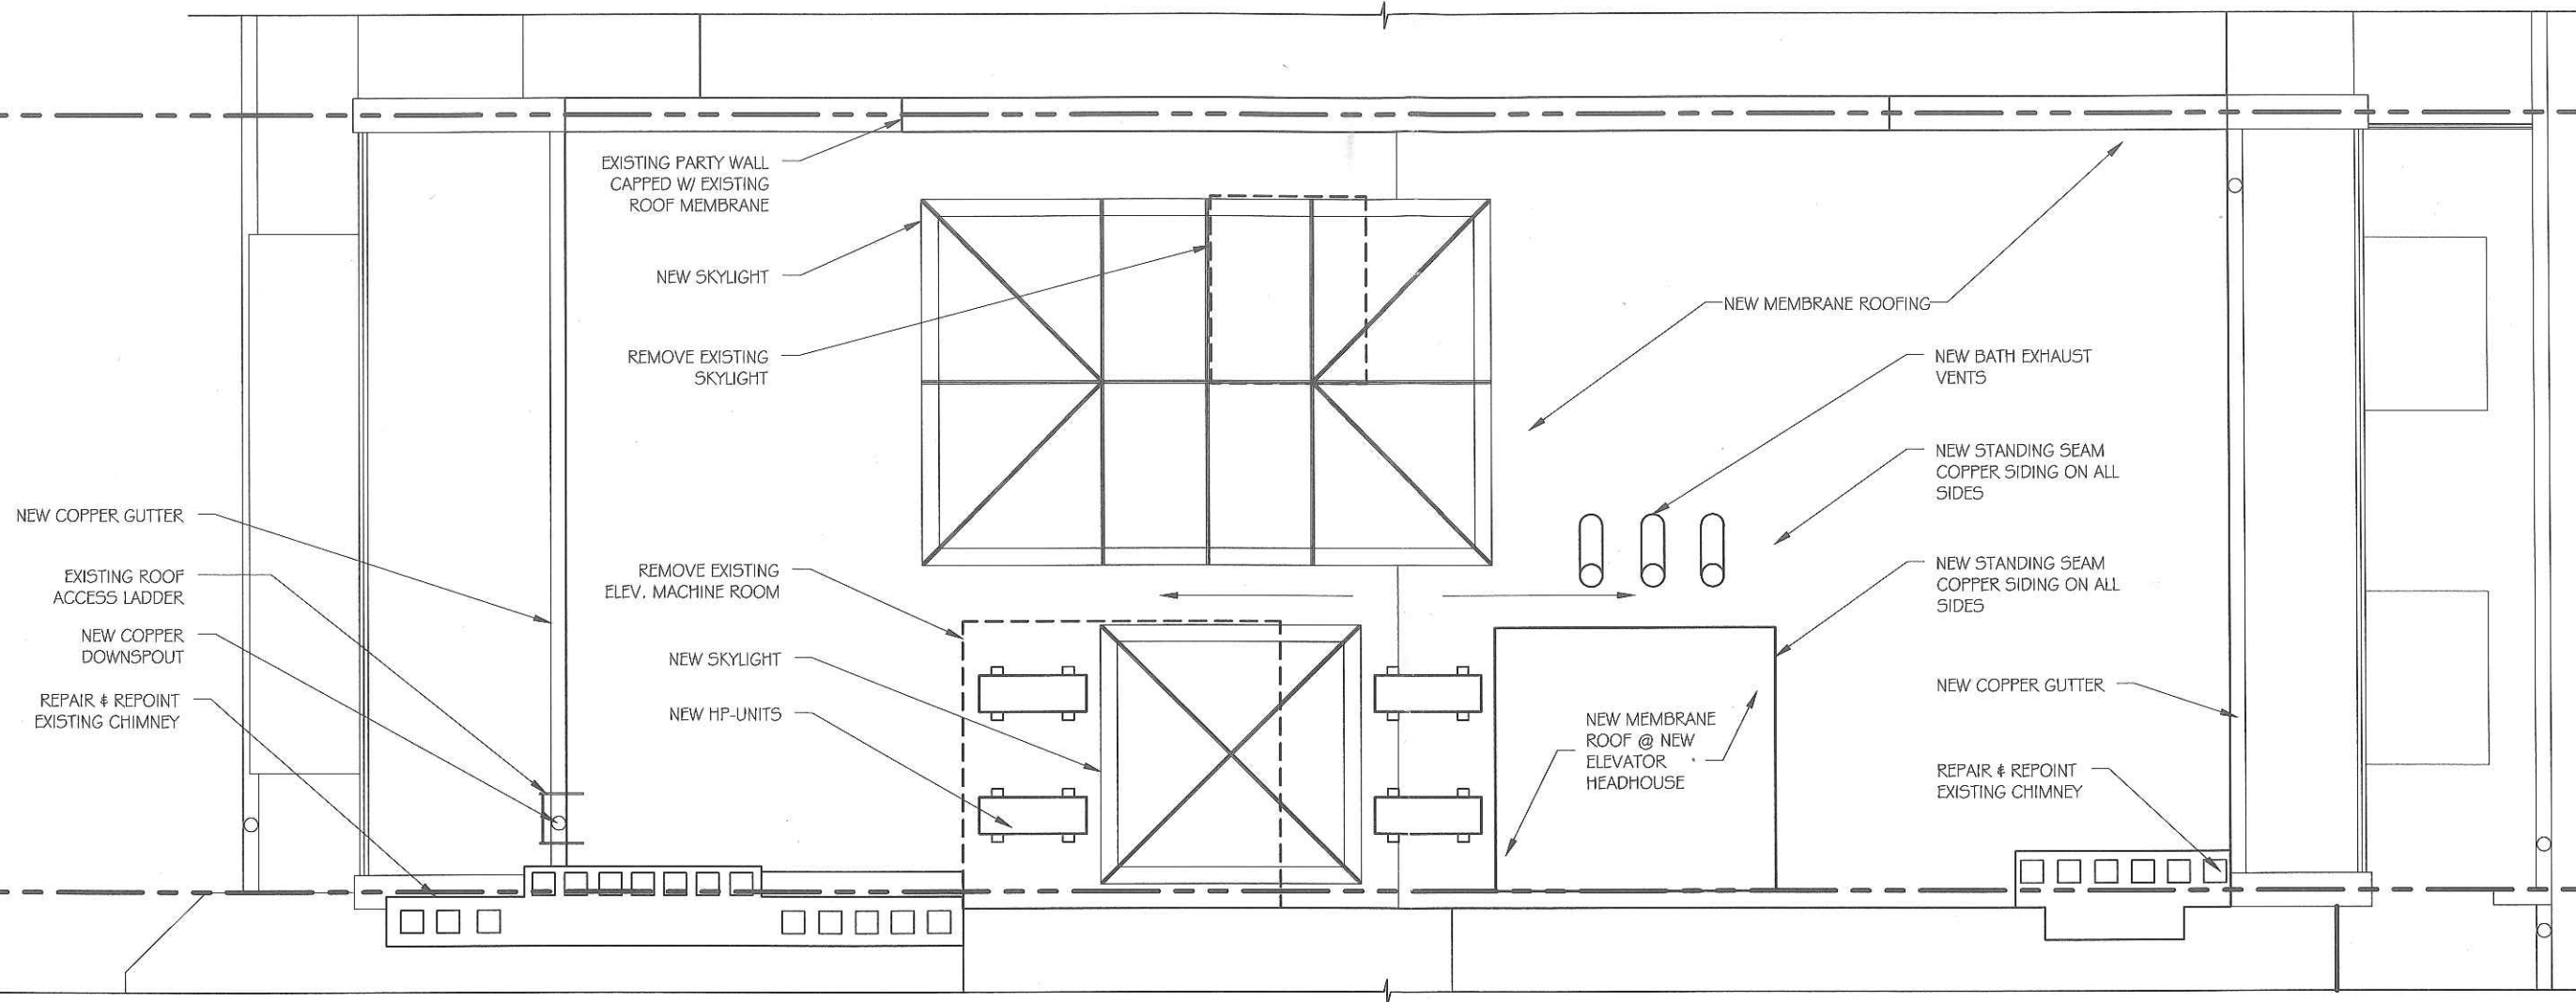 EXISTING PARTY WALL
CAPPED W/ EXISTING
ROOF MEMBRANE
NEW SKYLIGHT
REMOVE EXISTING
SKYLIGHT
NEW COPPER GUTTER
EXISTING ROOF
ACCESS LADDER
NEW COPPER
DOWNSPOUT
REPAIR & REPOINT
EXISTING CHIMNEY
REMOVE EXISTING
ELEV. MACHINE ROOM
NEW SKYLIGHT
NEW HP-UNITS
NEW MEMBRANE ROOFING
NEW BATH EXHAUST
VENTS
NEW STANDING SEAM
COPPER SIDING ON ALL
SIDES
NEW STANDING SEAM
COPPER SIDING ON ALL
SIDES
NEW MEMBRANE
ROOF @ NEW
ELEVATOR
HEADHOUSE
NEW COPPER GUTTER
REPAIR & REPOINT
EXISTING CHIMNEY